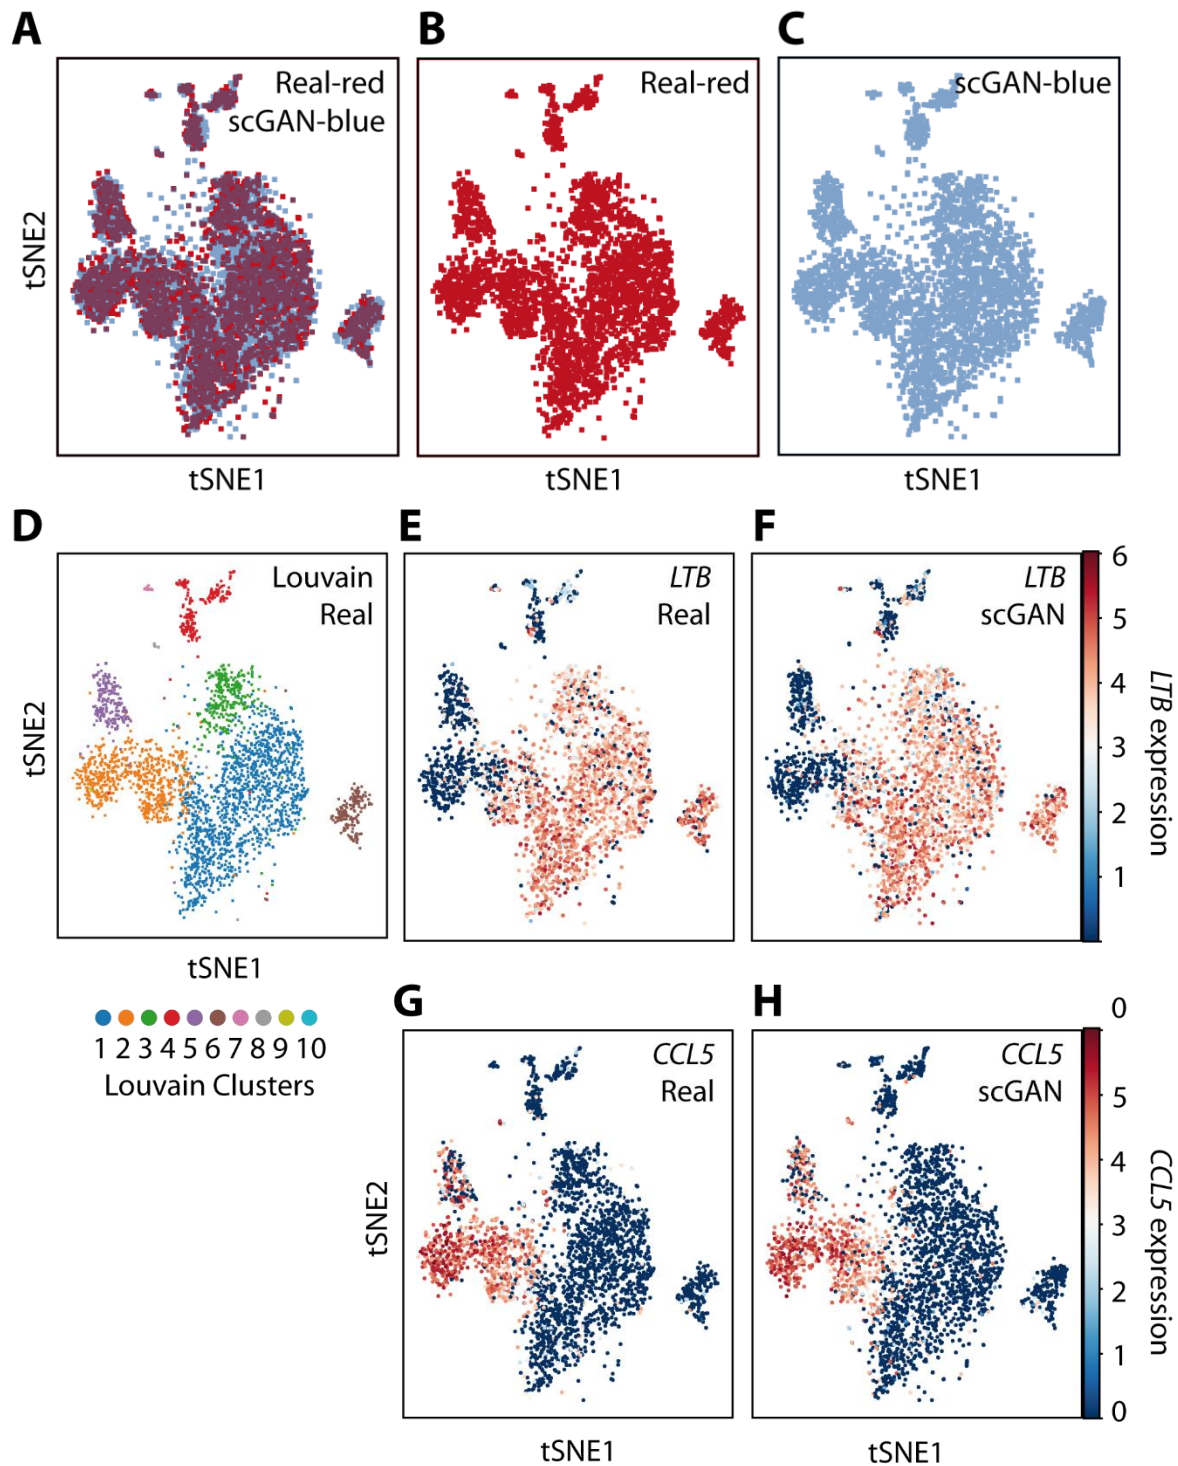 A
B
C
Real-red
scGAN-blue
Real-red
scGAN-blue
tSNE2
tSNE1
tSNE1
tSNE1
D
E
F
Louvain
Real
LTB
Real
LTB
scGAN
6
5
4
3
2
1
0
LTB expression
tSNE2
tSNE1
1 2 3 4 5 6 7 8 9 10
Louvain Clusters
G
H
CCL5
Real
CCL5
scGAN
5
4
3
2
1
0
CCL5 expression
tSNE2
tSNE1
tSNE1